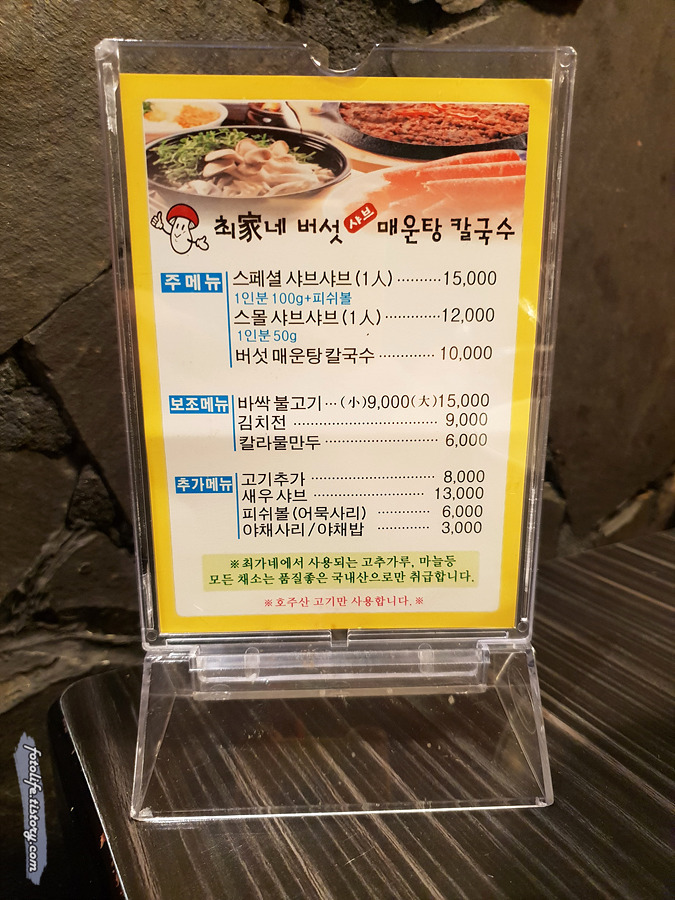 최家네 버섯 샤브 매운탕 칼국수
주메뉴
스페셜 샤브샤브(1人) ·········· 15,000
1인분 100g+피쉬볼
스몰 샤브샤브(1人) ············· 12,000
1인분 50g
버섯 매운탕 칼국수 ············· 10,000
보조메뉴
바싹 불고기 ··· (小)9,000(大)15,000
김치전 ································· 9,000
칼라물만두 ··························· 6,000
추가메뉴
고기추가 ····························· 8,000
새우 샤브 ·························· 13,000
피쉬볼(어묵사리) ············ 6,000
야채사리/야채밥 ············ 3,000
※최가네에서 사용되는 고추가루, 마늘등
모든 채소는 품질좋은 국내산으로만 취급합니다.
※호주산 고기만 사용합니다.※
fotolife.tistory.com